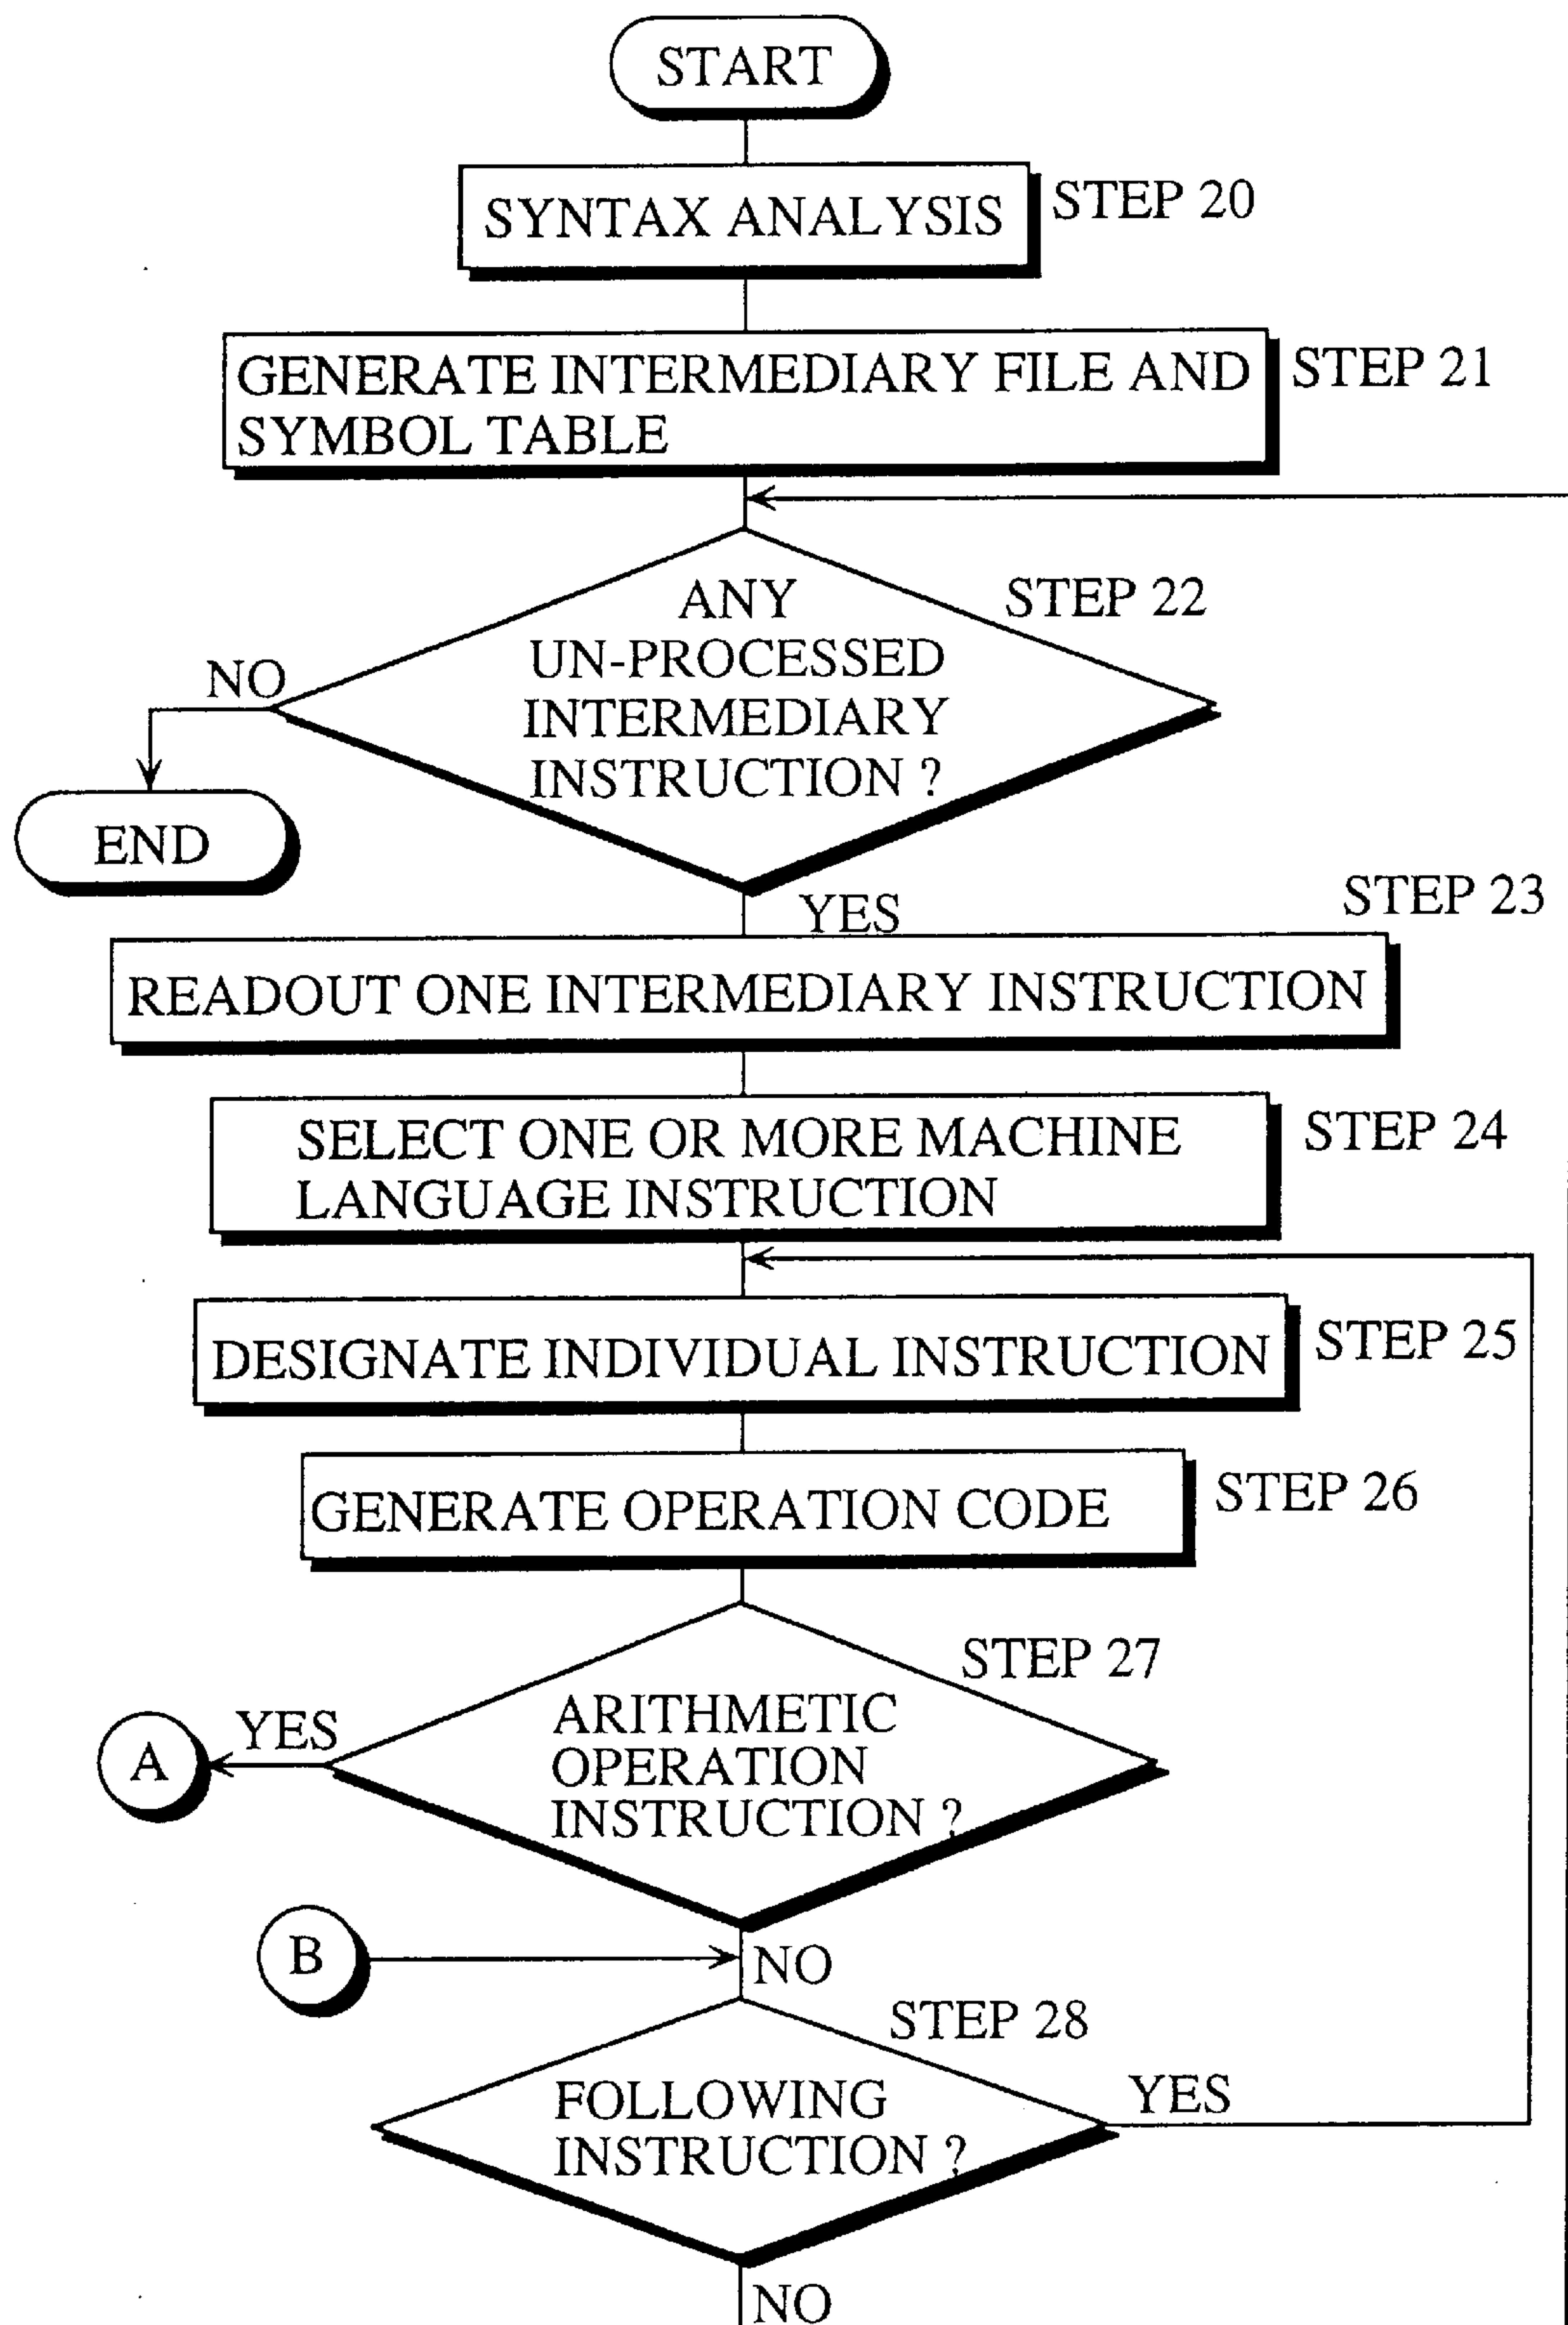 START
SYNTAX ANALYSIS
STEP 20
GENERATE INTERMEDIARY FILE AND
SYMBOL TABLE
STEP 21
ANY
UN-PROCESSED
INTERMEDIARY
INSTRUCTION ?
STEP 22
NO
END
YES
STEP 23
READOUT ONE INTERMEDIARY INSTRUCTION
SELECT ONE OR MORE MACHINE
LANGUAGE INSTRUCTION
STEP 24
DESIGNATE INDIVIDUAL INSTRUCTION
STEP 25
GENERATE OPERATION CODE
STEP 26
STEP 27
ARITHMETIC
OPERATION
INSTRUCTION ?
YES
A
B
NO
STEP 28
FOLLOWING
INSTRUCTION ?
YES
NO